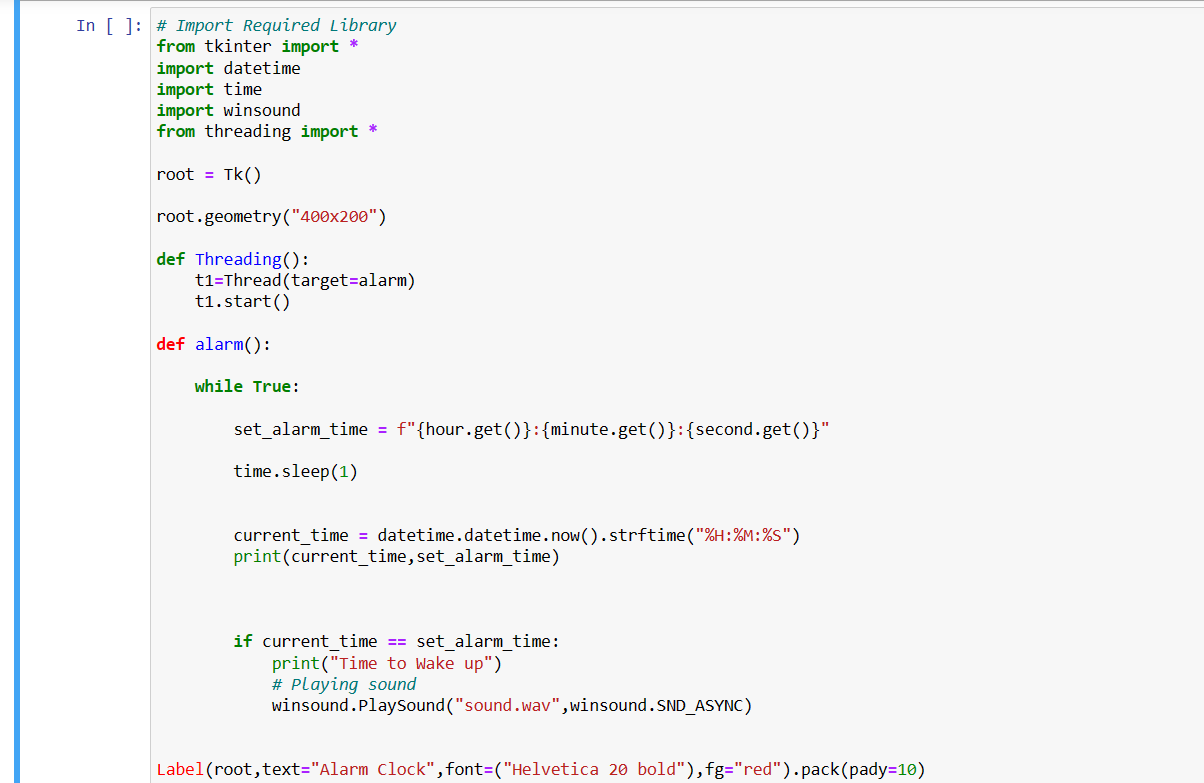 In [ ]: # Import Required Library
from tkinter import *
import datetime
import time
import winsound
from threading import *
root = Tk()
root.geometry("400x200")
def Threading():
    t1=Thread(target=alarm)
    t1.start()
def alarm():
    while True:
        set_alarm_time = f"{hour.get()}:{minute.get()}:{second.get()}"
        time.sleep(1)
        current_time = datetime.datetime.now().strftime("%H:%M:%S")
        print(current_time,set_alarm_time)
        if current_time == set_alarm_time:
            print("Time to Wake up")
            # Playing sound
            winsound.PlaySound("sound.wav",winsound.SND_ASYNC)
Label(root,text="Alarm Clock",font=("Helvetica 20 bold"),fg="red").pack(pady=10)